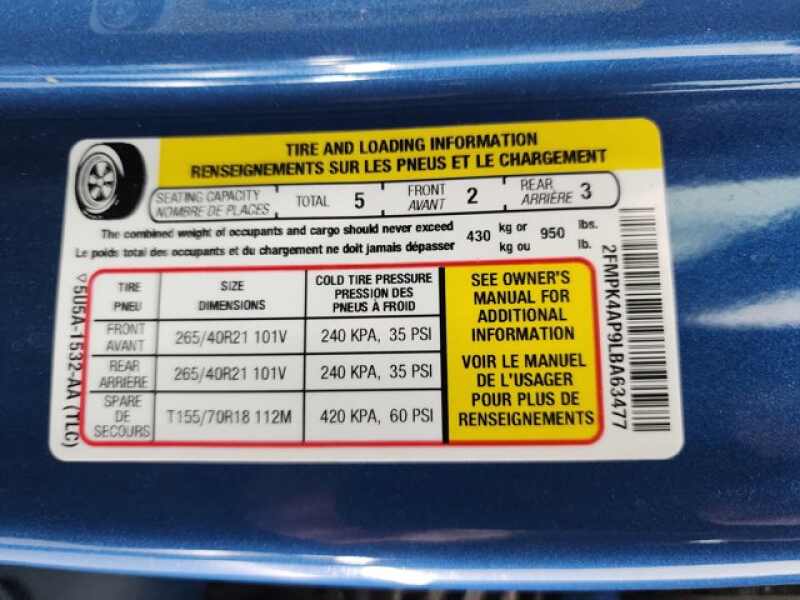 TIRE AND LOADING INFORMATION
RENSEIGNEMENTS SUR LES PNEUS ET LE CHARGEMENT
SEATING CAPACITY
NOMBRE DE PLACES
TOTAL 5
FRONT
AVANT
2
REAR
ARRIÈRE
3
The combined weight of occupants and cargo should never exceed
Le poids total des occupants et du chargement ne doit jamais dépasser
430
kg or
kg ou
950
lbs.
lb.
TIRE
PNEU
SIZE
DIMENSIONS
COLD TIRE PRESSURE
PRESSION DES
PNEUS À FROID
FRONT
AVANT
265/40R21 101V
240 KPA, 35 PSI
REAR
ARRIÈRE
265/40R21 101V
240 KPA, 35 PSI
SPARE
DE
SECOURS
T155/70R18 112M
420 KPA, 60 PSI
SEE OWNER'S
MANUAL FOR
ADDITIONAL
INFORMATION
VOIR LE MANUEL
DE L'USAGER
POUR PLUS DE
RENSEIGNEMENTS
2FMPK4AP9LBA63477
5U5A-1532-AA (TLC)